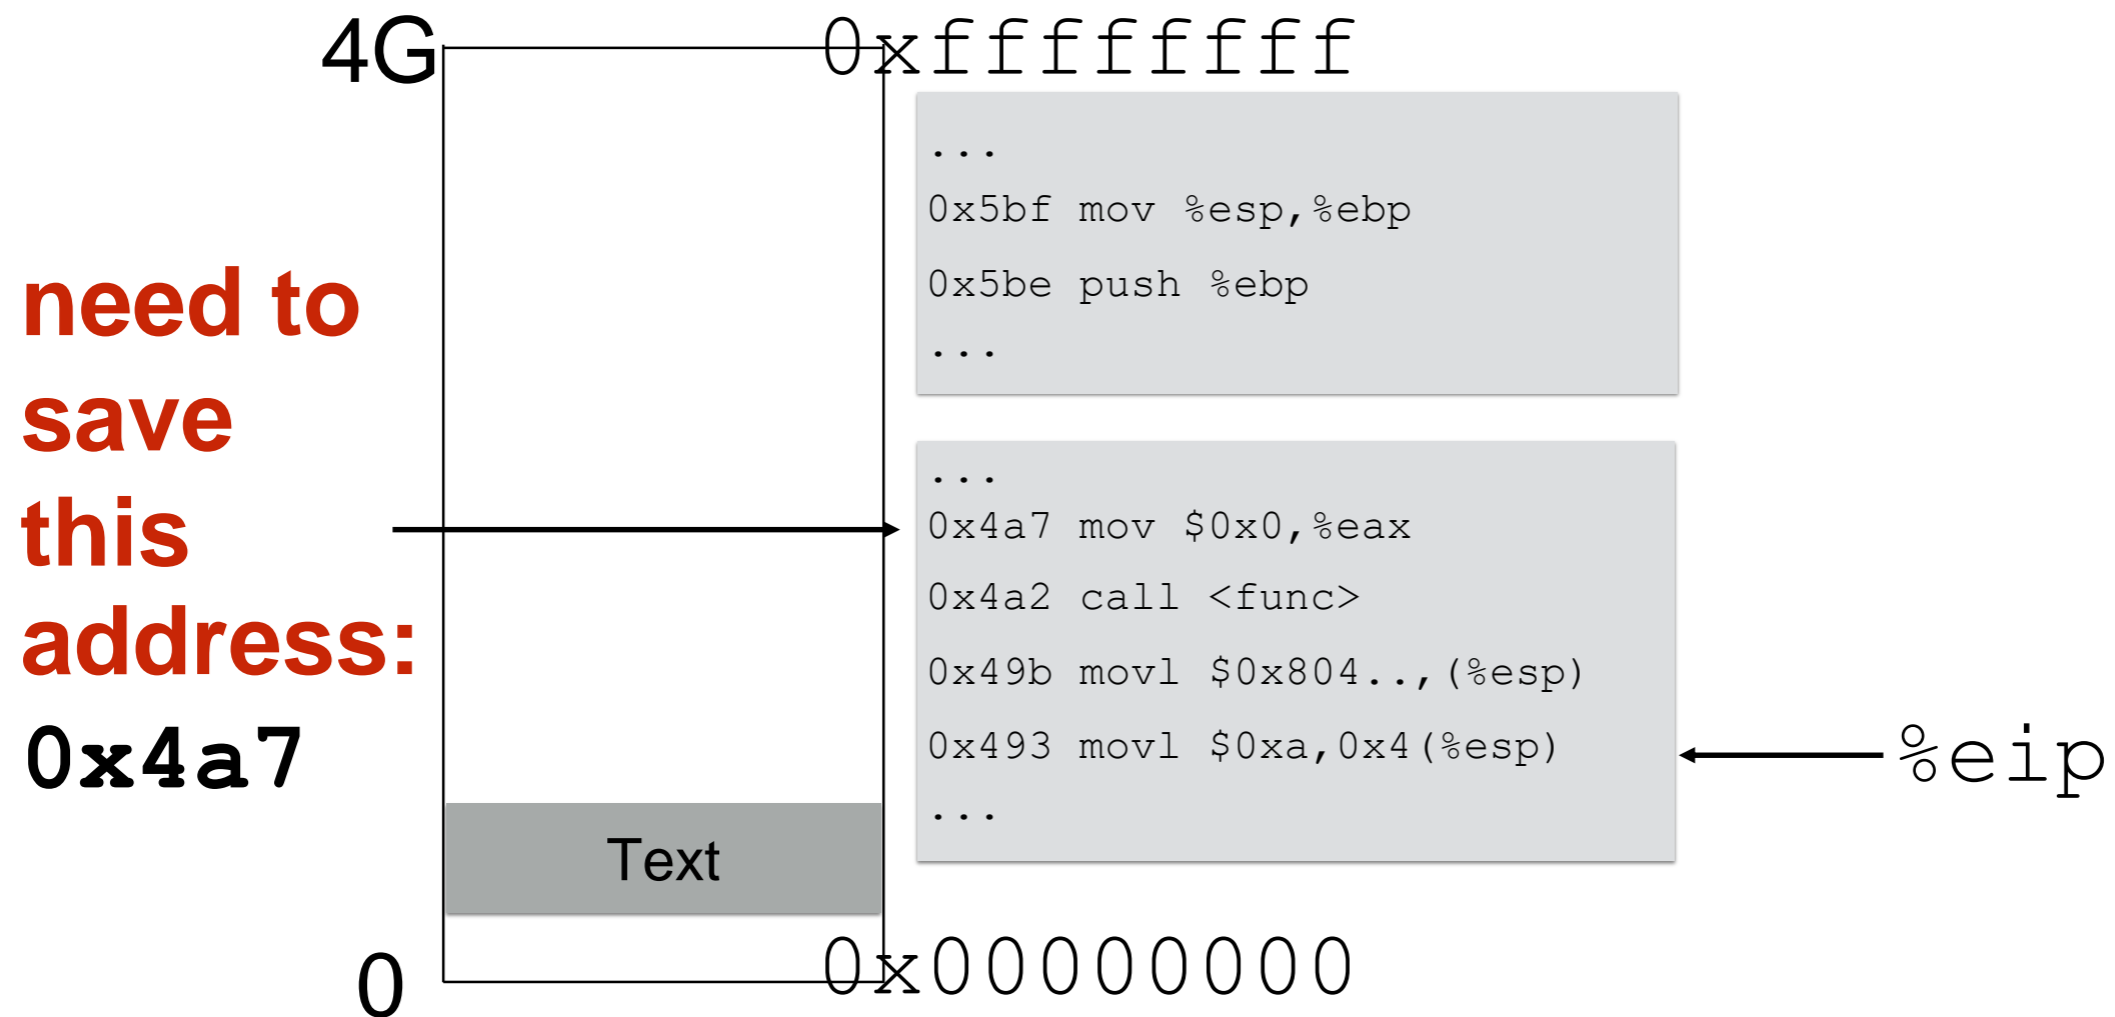 4G
0xffffffff
...
0x5bf mov %esp,%ebp
0x5be push %ebp
...
need to
save
this
address:
0x4a7
...
0x4a7 mov $0x0,%eax
0x4a2 call <func>
0x49b movl $0x804..,(%esp)
0x493 movl $0xa,0x4(%esp)
...
%eip
Text
0
0x00000000